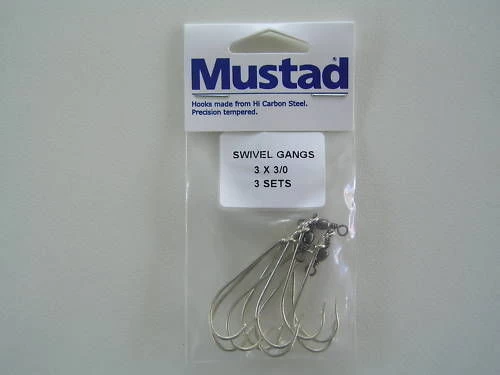 Mustad
Hooks made from Hi Carbon Steel.
Precision tempered.
SWIVEL GANGS
3 X 3/0
3 SETS